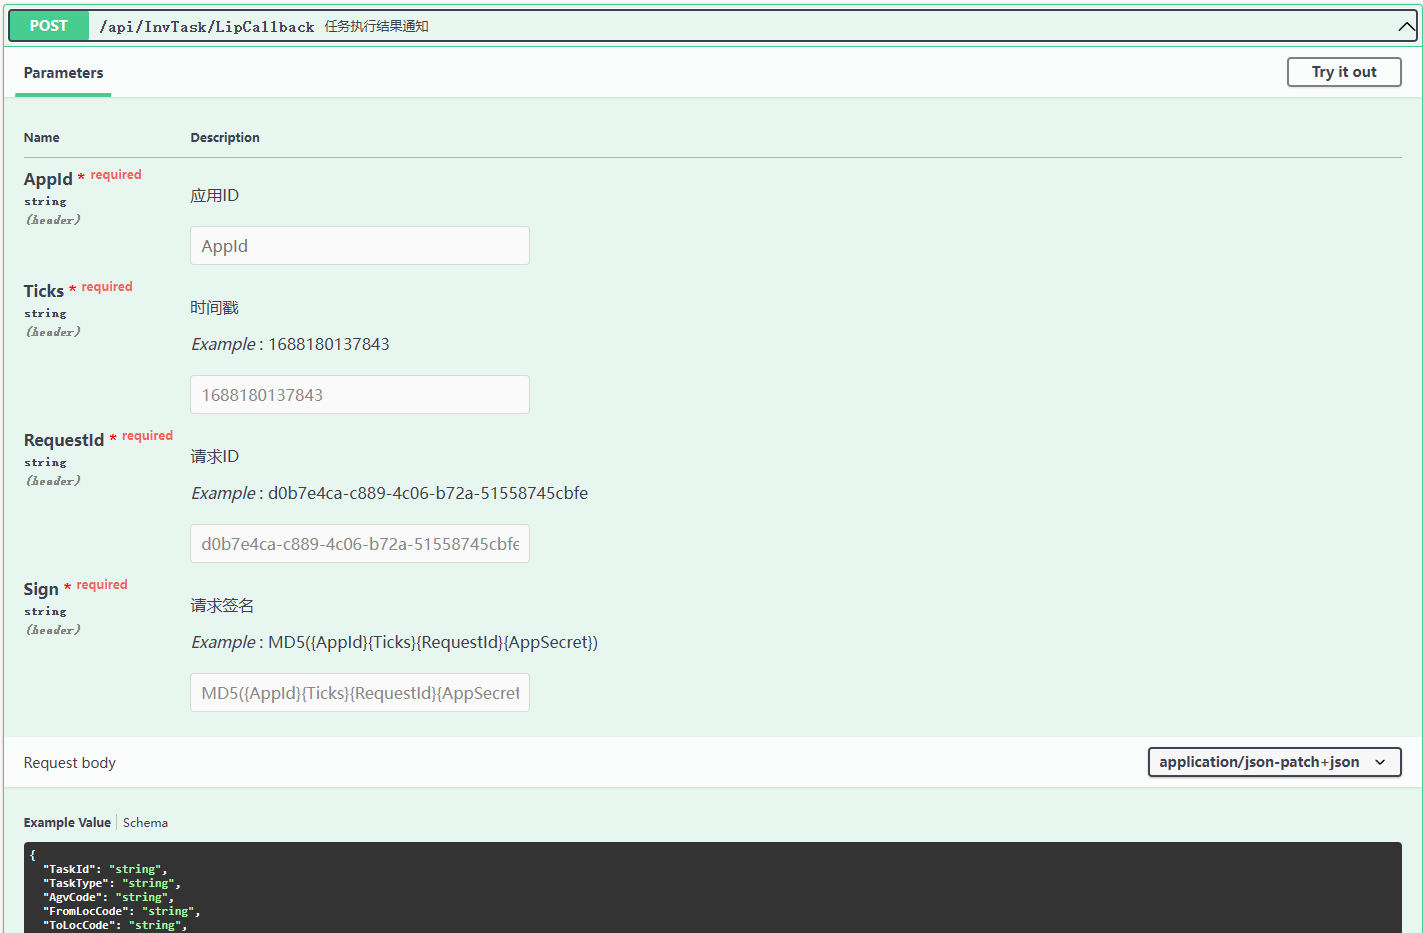 POST /api/InvTask/LipCallback 任务执行结果通知
Parameters
Try it out
Name Description
AppId * required
string
(header)
应用ID
AppId
Ticks * required
string
(header)
时间戳
Example : 1688180137843
1688180137843
RequestId * required
string
(header)
请求ID
Example : d0b7e4ca-c889-4c06-b72a-51558745cbfe
d0b7e4ca-c889-4c06-b72a-51558745cbfe
Sign * required
string
(header)
请求签名
Example : MD5({AppId}{Ticks}{RequestId}{AppSecret})
MD5({AppId}{Ticks}{RequestId}{AppSecret
Request body
application/json-patch+json
Example Value Schema
{
"TaskId": "string",
"TaskType": "string",
"AgvCode": "string",
"FromLocCode": "string",
"ToLocCode": "string",